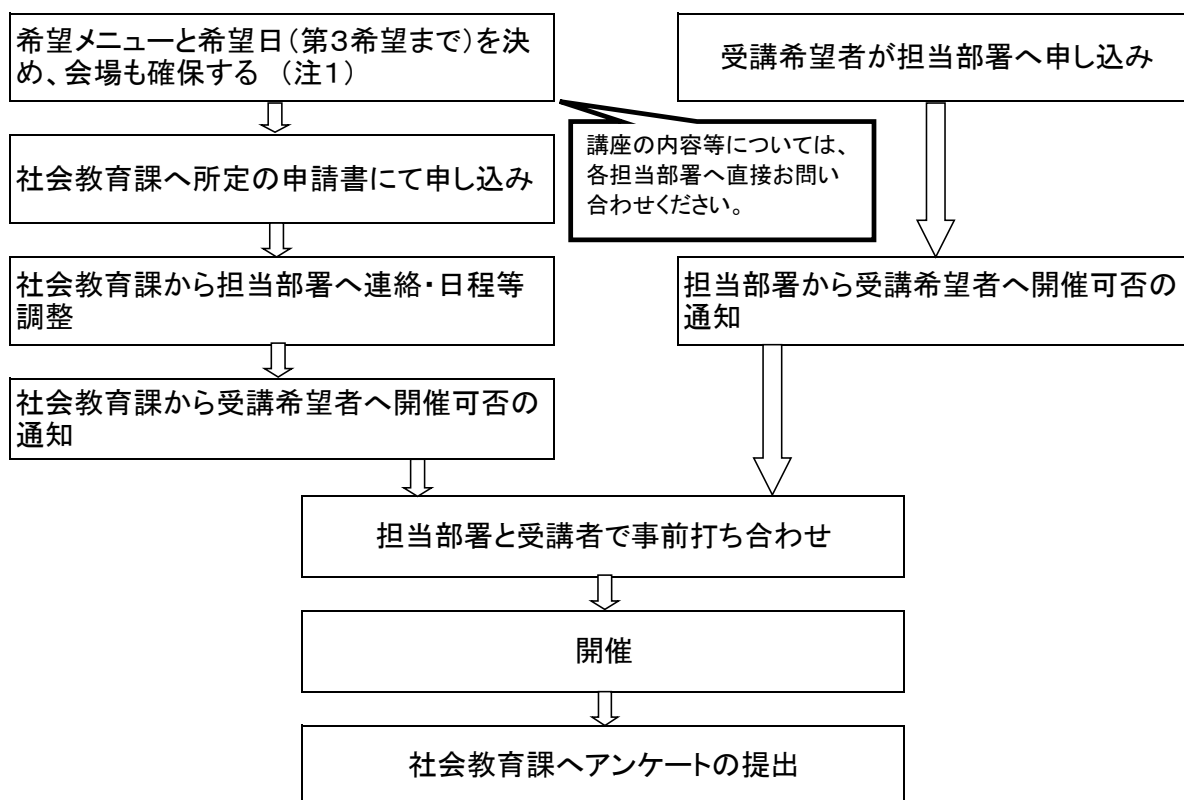 希望メニューと希望日（第３希望まで）を決
め、会場も確保する　（注１）
受講希望者が担当部署へ申し込み
講座の内容等については、
各担当部署へ直接お問い
合わせください。
社会教育課へ所定の申請書にて申し込み
社会教育課から担当部署へ連絡・日程等
調整
担当部署から受講希望者へ開催可否の
通知
社会教育課から受講希望者へ開催可否の
通知
担当部署と受講者で事前打ち合わせ
開催
社会教育課へアンケートの提出